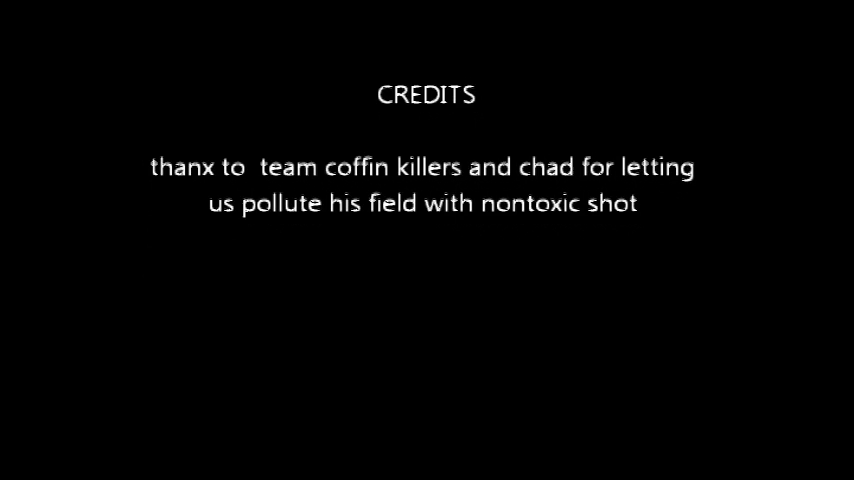 CREDITS
thanx to  team coffin killers and chad for letting
us pollute his field with nontoxic shot